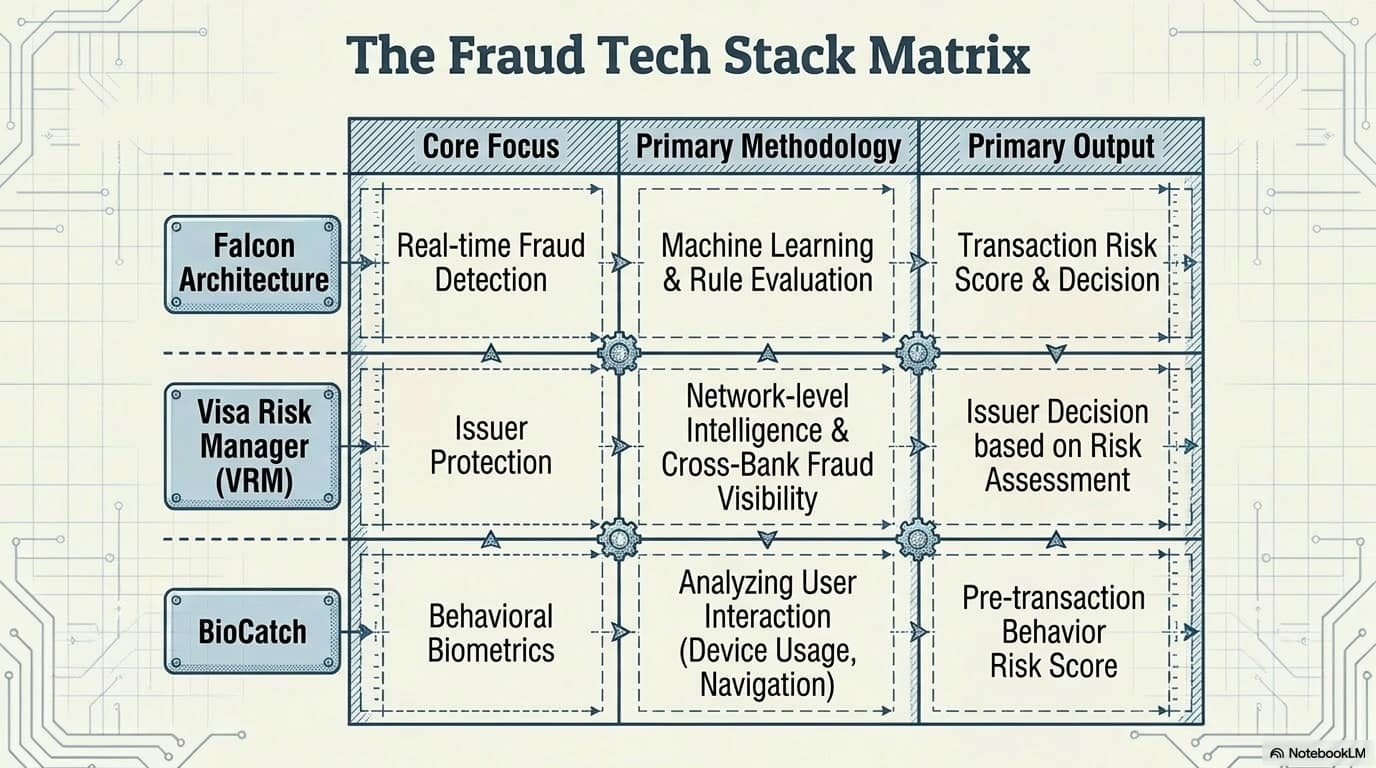 The Fraud Tech Stack Matrix
Core Focus
Primary Methodology
Primary Output
Falcon
Architecture
Real-time Fraud
Detection
Machine Learning
& Rule Evaluation
Transaction Risk
Score & Decision
Visa Risk
Manager
(VRM)
Issuer
Protection
Network-level
Intelligence &
Cross-Bank Fraud
Visibility
Issuer Decision
based on Risk
Assessment
BioCatch
Behavioral
Biometrics
Analyzing User
Interaction
(Device Usage,
Navigation)
Pre-transaction
Behavior
Risk Score
NotebookLM